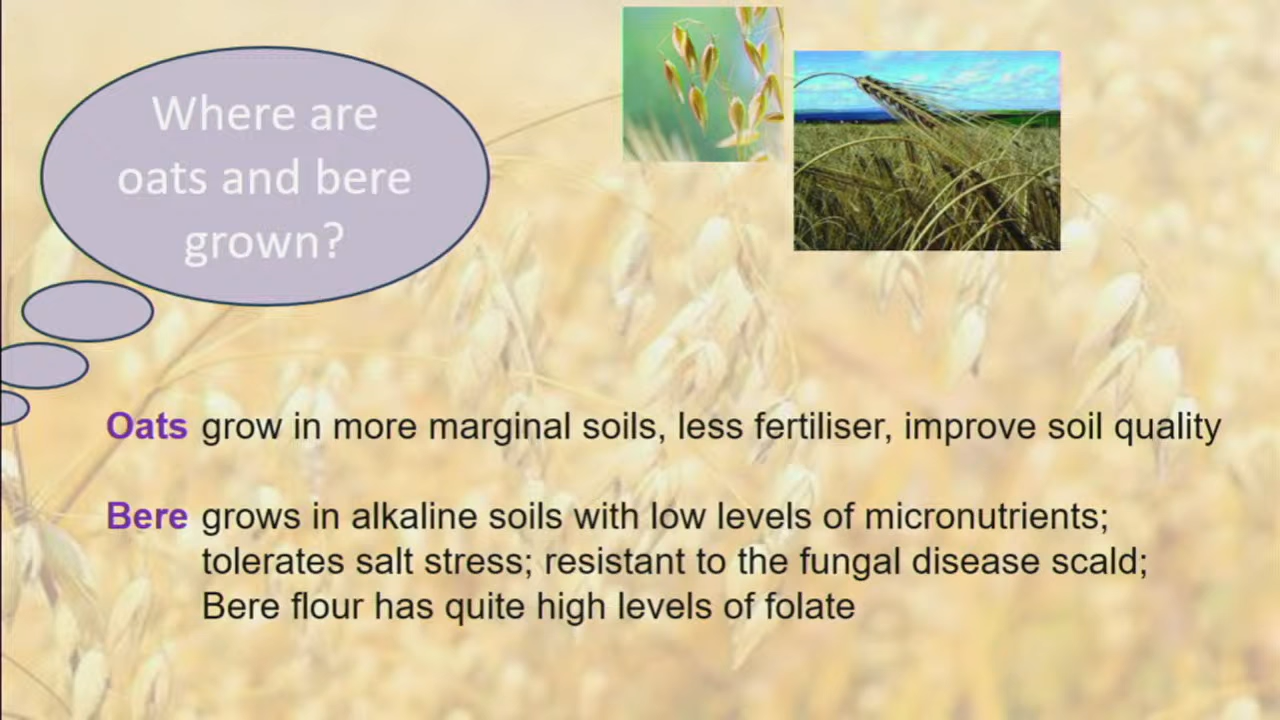 Where are
oats and bere
grown?
Oats grow in more marginal soils, less fertiliser, improve soil quality
Bere grows in alkaline soils with low levels of micronutrients;
tolerates salt stress; resistant to the fungal disease scald;
Bere flour has quite high levels of folate